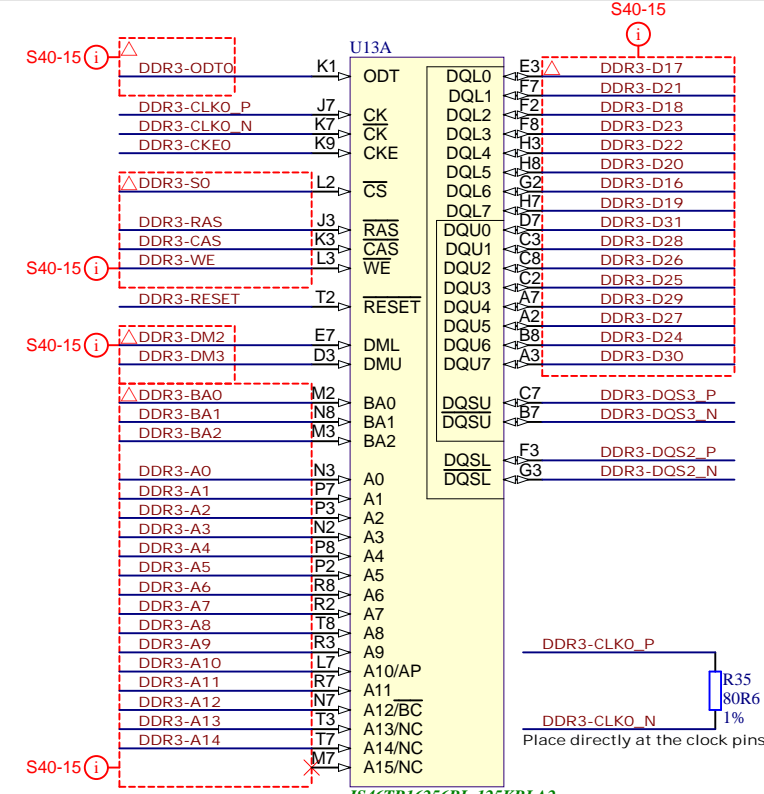 S40-15
i
U13A
S40-15 i
DDR3-ODT0 K1 ODT DQL0 E3 DDR3-D17
DQL1 F7 DDR3-D21
DDR3-CLK0_P J7 CK DQL2 F2 DDR3-D18
DDR3-CLK0_N K7 CK DQL3 F8 DDR3-D23
DDR3-CKE0 K9 CKE DQL4 H3 DDR3-D22
DQL5 H8 DDR3-D20
DDR3-S0 L2 CS DQL6 G2 DDR3-D16
DQL7 H7 DDR3-D19
DDR3-RAS J3 RAS DQU0 D7 DDR3-D31
DDR3-CAS K3 CAS DQU1 C3 DDR3-D28
S40-15 i DDR3-WE L3 WE DQU2 C8 DDR3-D26
DQU3 C2 DDR3-D25
DDR3-RESET T2 RESET DQU4 A7 DDR3-D29
DQU5 A2 DDR3-D27
S40-15 i DDR3-DM2 E7 DML DQU6 B8 DDR3-D24
DDR3-DM3 D3 DMU DQU7 A3 DDR3-D30
DDR3-BA0 M2 BA0 DQSU C7 DDR3-DQS3_P
DDR3-BA1 N8 BA1 DQSU B7 DDR3-DQS3_N
DDR3-BA2 M3 BA2
DQSL F3 DDR3-DQS2_P
DDR3-A0 N3 A0 DQSL G3 DDR3-DQS2_N
DDR3-A1 P7 A1
DDR3-A2 P3 A2
DDR3-A3 N2 A3
DDR3-A4 P8 A4
DDR3-A5 P2 A5
DDR3-A6 R8 A6
DDR3-A7 R2 A7
DDR3-A8 T8 A8
DDR3-A9 R3 A9 DDR3-CLK0_P
DDR3-A10 L7 A10/AP
DDR3-A11 R7 A11 R35
DDR3-A12 N7 A12/BC 80R6
DDR3-A13 T3 A13/NC DDR3-CLK0_N 1%
DDR3-A14 T7 A14/NC Place directly at the clock pins
S40-15 i M7 A15/NC